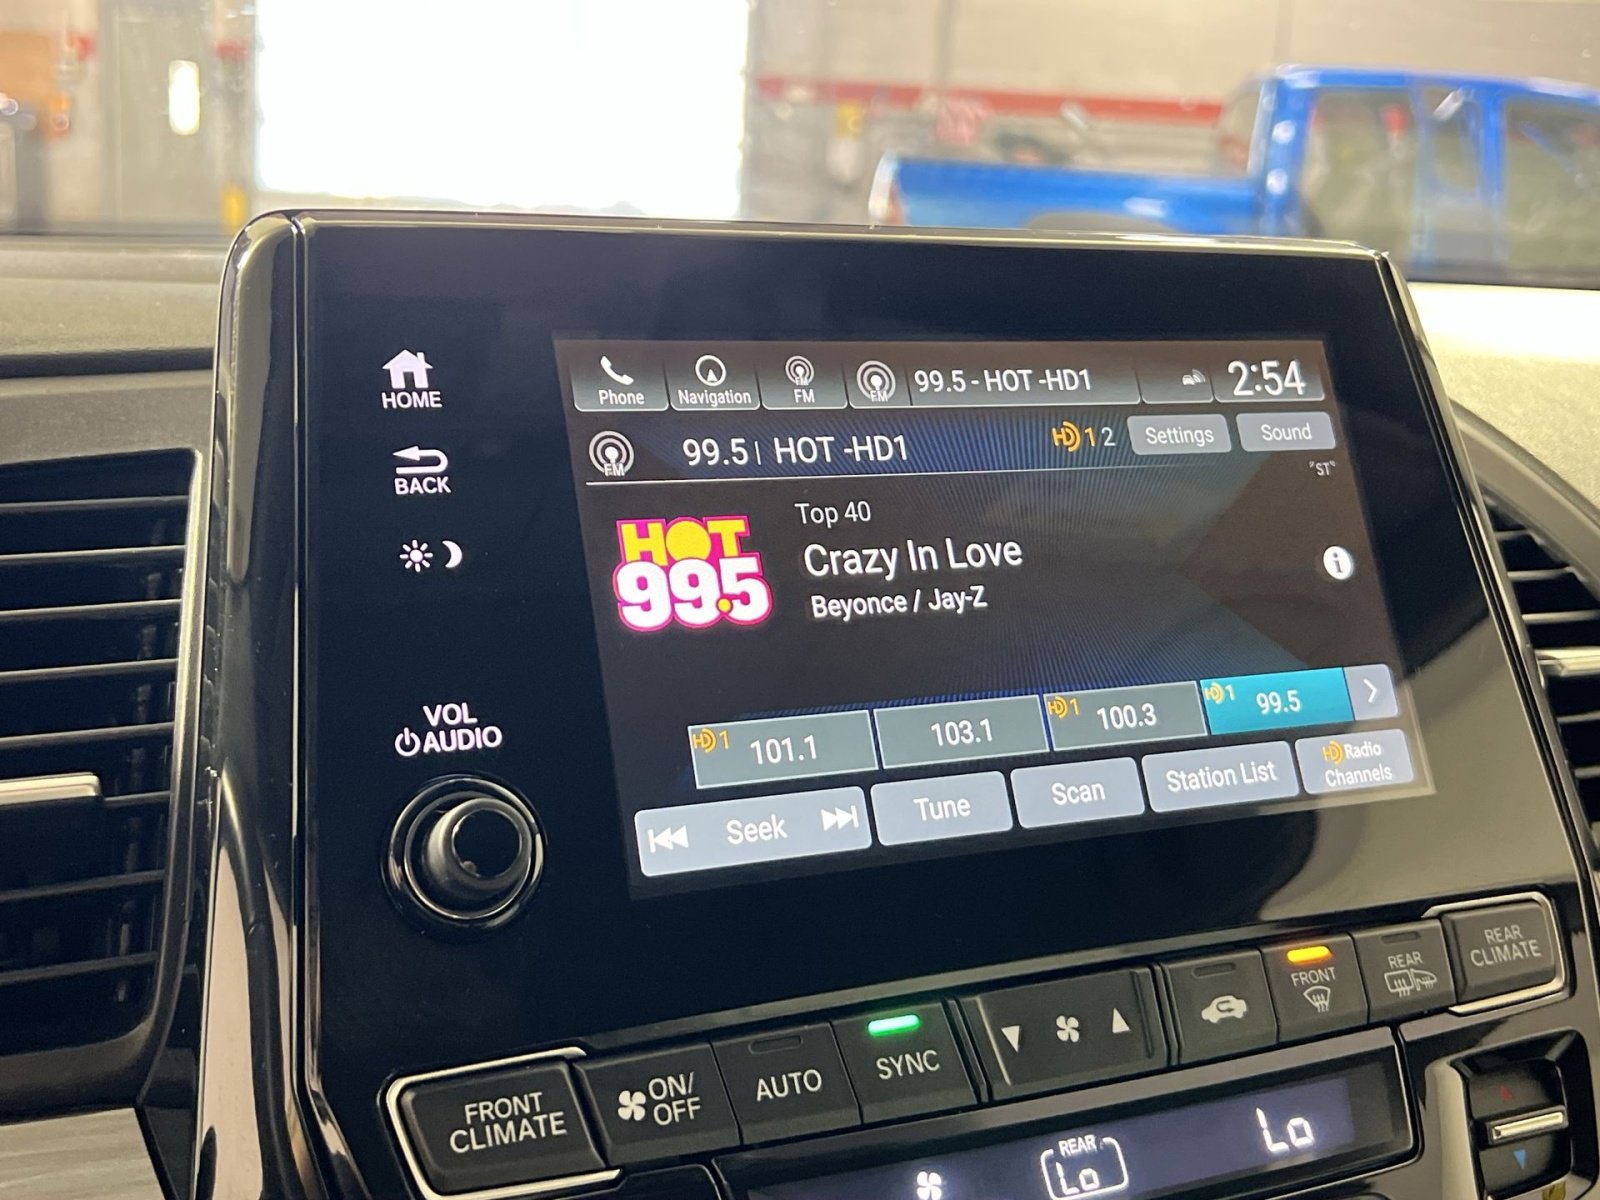 HOME
BACK
VOL
AUDIO
Phone
Navigation
FM
FM
99.5 - HOT -HD1
2:54
FM
99.5| HOT -HD1
HD 1 2
Settings
Sound
"ST"
HOT
99.5
Top 40
Crazy In Love
Beyonce / Jay-Z
i
HD 1 101.1
103.1
HD 1 100.3
HD 1 99.5
Seek
Tune
Scan
Station List
HD Radio
Channels
FRONT
CLIMATE
ON/
OFF
AUTO
SYNC
FRONT
REAR
REAR
CLIMATE
REAR
Lo
Lo